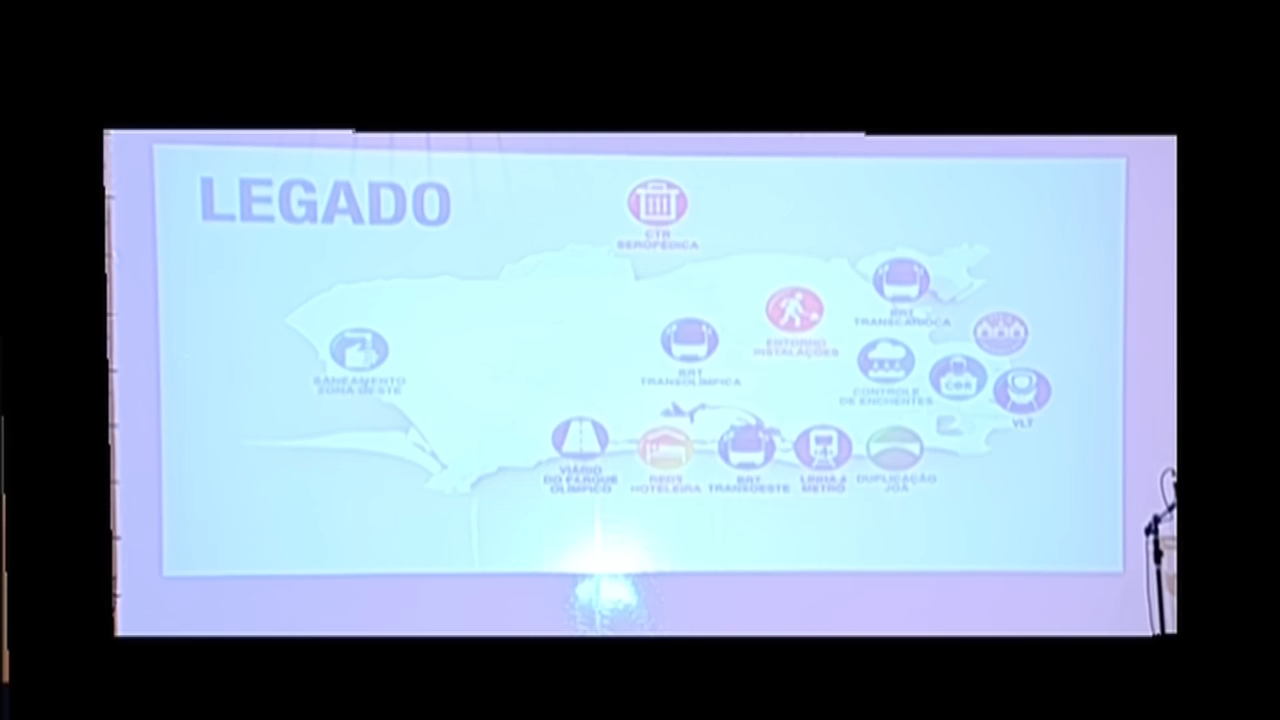 LEGADO
CTR
SEROPÉDICA
BRT
TRANSCARIOCA
ENTORNO
INSTALAÇÕES
BRT
TRANSOLÍMPICA
SANEAMENTO
ZONA OESTE
CONTROLE
DE ENCHENTES
COR
VLT
VIÁRIO
DO PARQUE
OLÍMPICO
REDE
HOTELEIRA
BRT
TRANSOESTE
LINHA 4
METRÔ
DUPLICAÇÃO
JOÁ